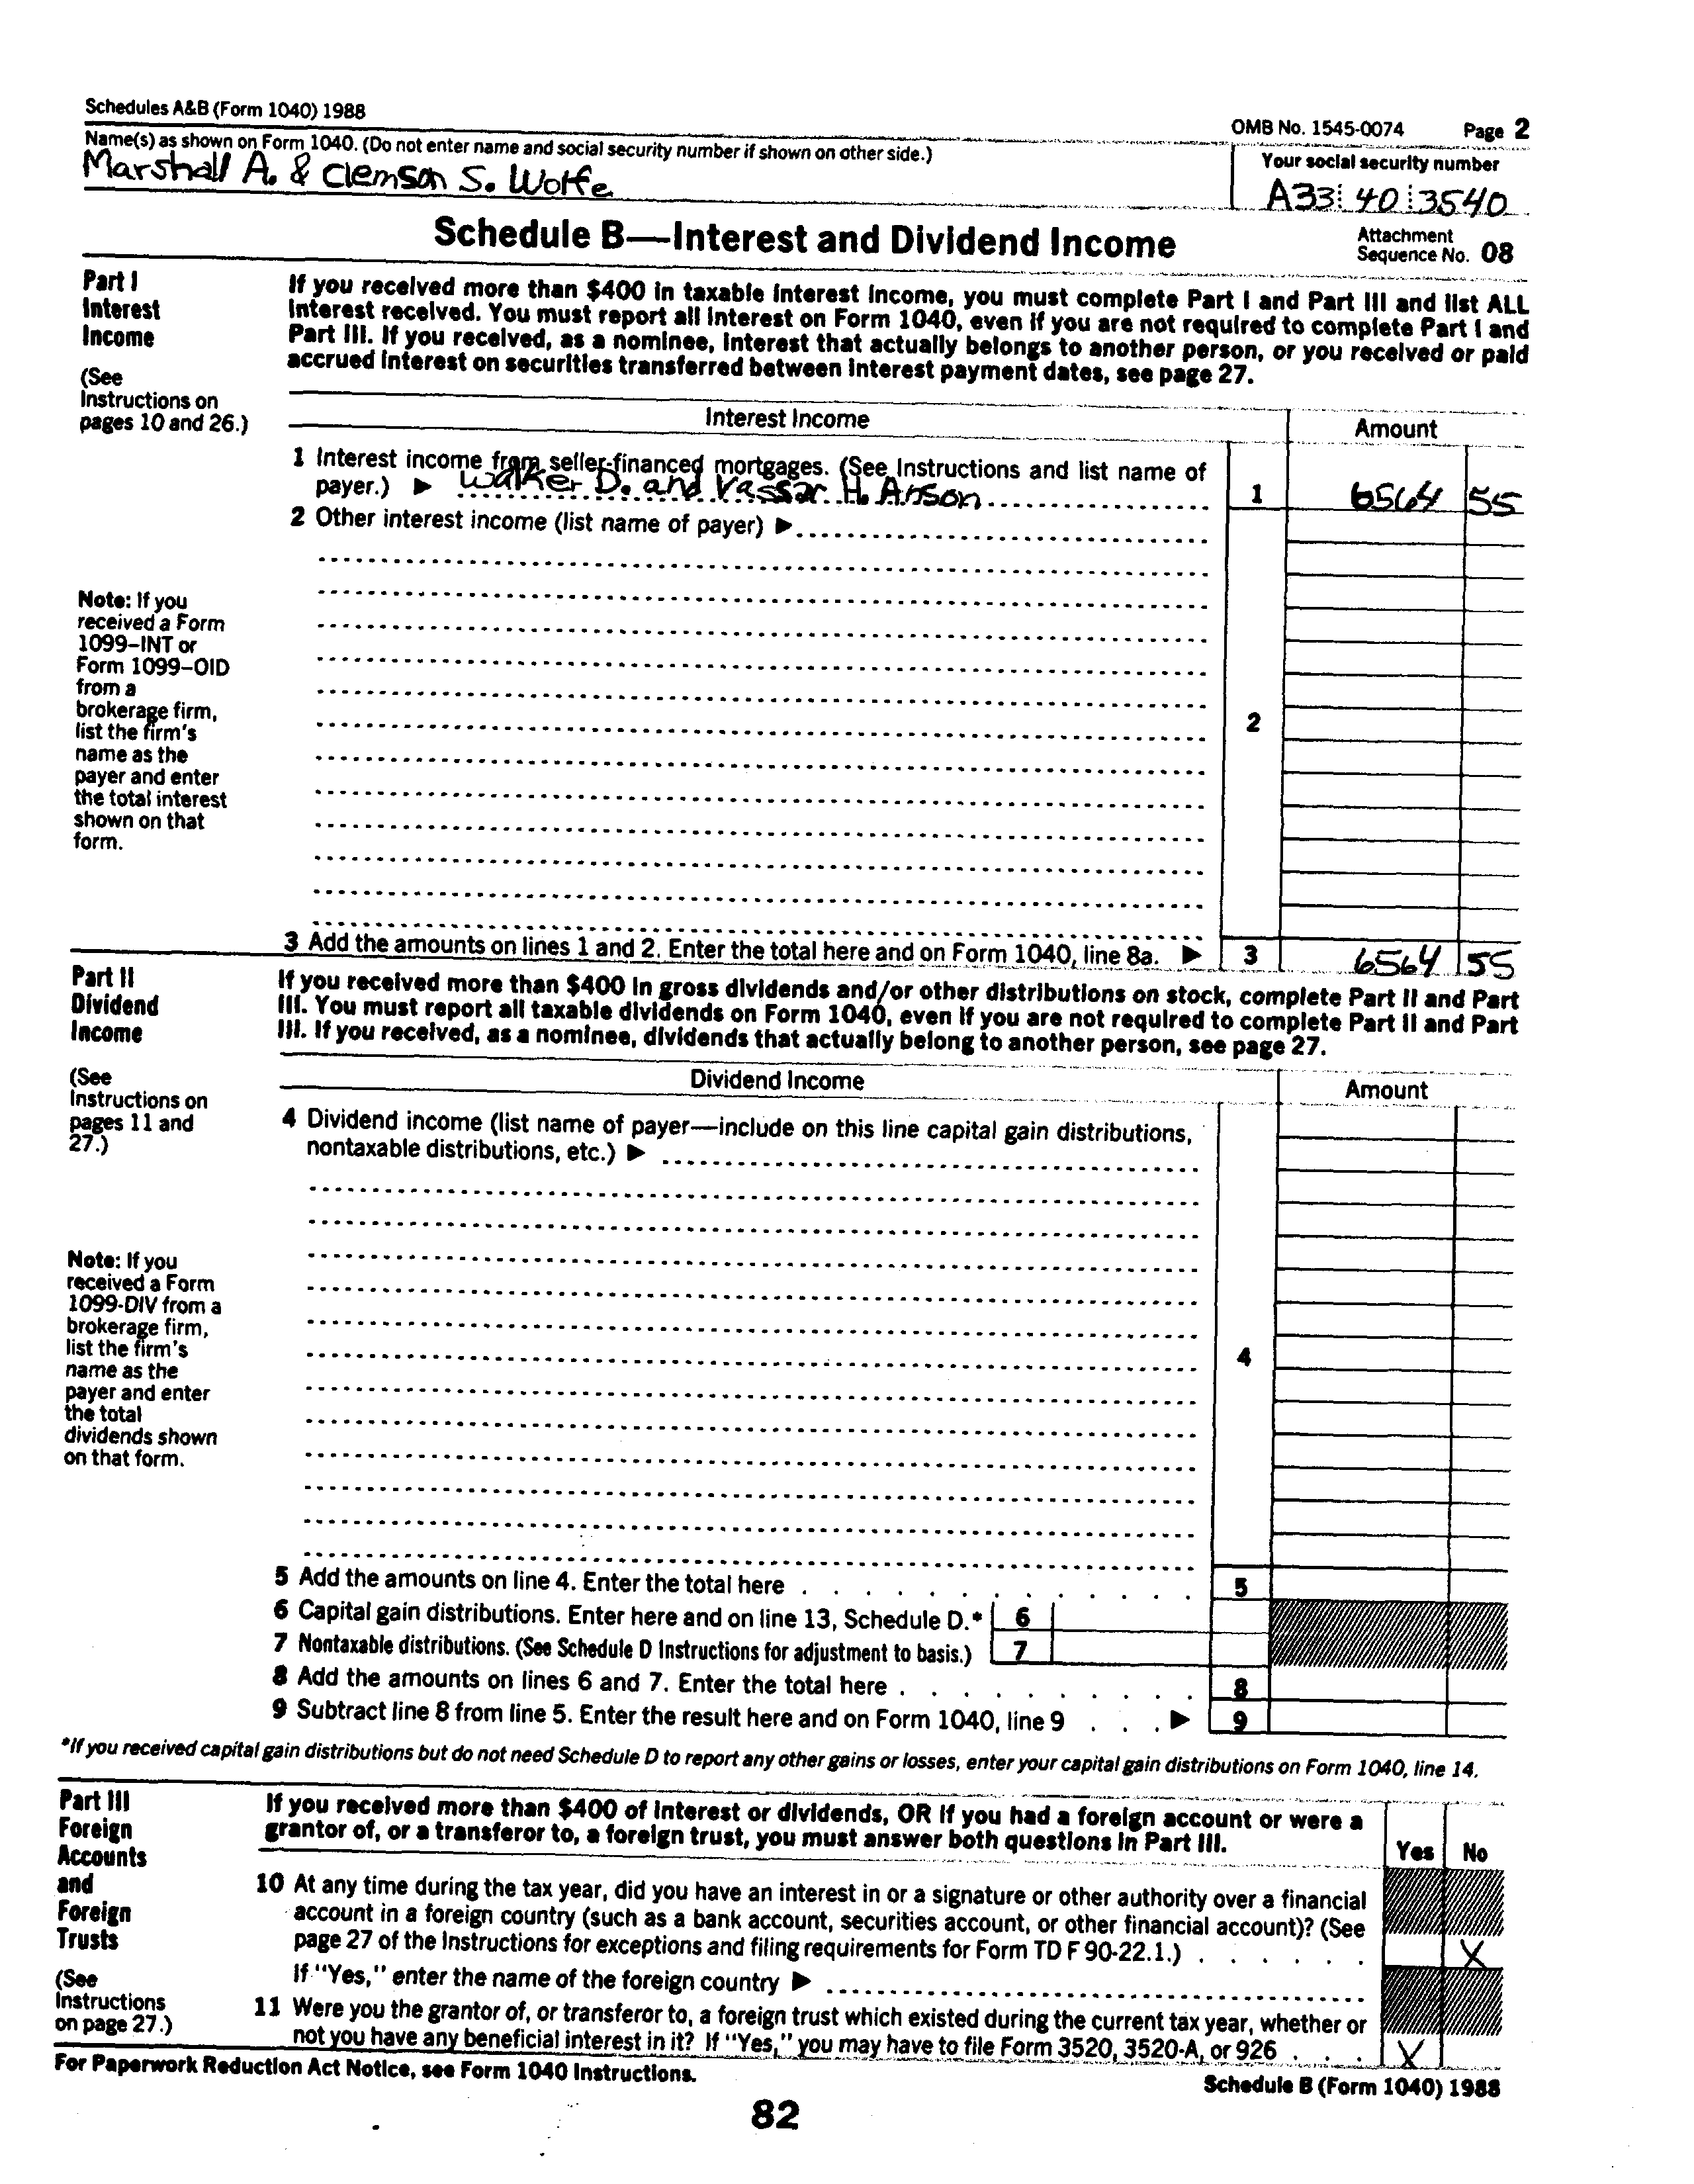 Schedules A&B (Form 1040) 1988
OMB No. 1545-0074 Page 2
Name(s) as shown on Form 1040. (Do not enter name and social security number if shown on other side.)
Your social security number
Marshall A. & Clemson S. Wolfe
A33 40 3540
Schedule B—Interest and Dividend Income
Attachment
Sequence No. 08
Part I
Interest
Income
(See
Instructions on
pages 10 and 26.)
If you received more than $400 in taxable interest income, you must complete Part I and Part III and list ALL
interest received. You must report all interest on Form 1040, even if you are not required to complete Part I and
Part III. If you received, as a nominee, interest that actually belongs to another person, or you received or paid
accrued interest on securities transferred between interest payment dates, see page 27.
Interest Income
Amount
1 Interest income from seller-financed mortgages. (See Instructions and list name of
payer.) ▶ Walker D. and Vassar H. Anson
1 6564 55
2 Other interest income (list name of payer) ▶
Note: If you
received a Form
1099–INT or
Form 1099–OID
from a
brokerage firm,
list the firm's
name as the
payer and enter
the total interest
shown on that
form.
2
3 Add the amounts on lines 1 and 2. Enter the total here and on Form 1040, line 8a. ▶ 3 6564 55
Part II
Dividend
Income
(See
Instructions on
pages 11 and
27.)
If you received more than $400 in gross dividends and/or other distributions on stock, complete Part II and Part
III. You must report all taxable dividends on Form 1040, even if you are not required to complete Part II and Part
III. If you received, as a nominee, dividends that actually belong to another person, see page 27.
Dividend Income
Amount
4 Dividend income (list name of payer—include on this line capital gain distributions,
nontaxable distributions, etc.) ▶
Note: If you
received a Form
1099-DIV from a
brokerage firm,
list the firm's
name as the
payer and enter
the total
dividends shown
on that form.
4
5 Add the amounts on line 4. Enter the total here . . . . . . . . . . . . 5
6 Capital gain distributions. Enter here and on line 13, Schedule D.* 6
7 Nontaxable distributions. (See Schedule D Instructions for adjustment to basis.) 7
8 Add the amounts on lines 6 and 7. Enter the total here . . . . . . . . . . 8
9 Subtract line 8 from line 5. Enter the result here and on Form 1040, line 9 . . . ▶ 9
*If you received capital gain distributions but do not need Schedule D to report any other gains or losses, enter your capital gain distributions on Form 1040, line 14.
Part III
Foreign
Accounts
and
Foreign
Trusts
(See
Instructions
on page 27.)
If you received more than $400 of interest or dividends, OR if you had a foreign account or were a
grantor of, or a transferor to, a foreign trust, you must answer both questions in Part III.
Yes No
10 At any time during the tax year, did you have an interest in or a signature or other authority over a financial
account in a foreign country (such as a bank account, securities account, or other financial account)? (See
page 27 of the Instructions for exceptions and filing requirements for Form TD F 90-22.1.) . . . . . . X
If "Yes," enter the name of the foreign country ▶
11 Were you the grantor of, or transferor to, a foreign trust which existed during the current tax year, whether or
not you have any beneficial interest in it? If "Yes," you may have to file Form 3520, 3520-A, or 926 . . . X
For Paperwork Reduction Act Notice, see Form 1040 Instructions.
Schedule B (Form 1040) 1988
82